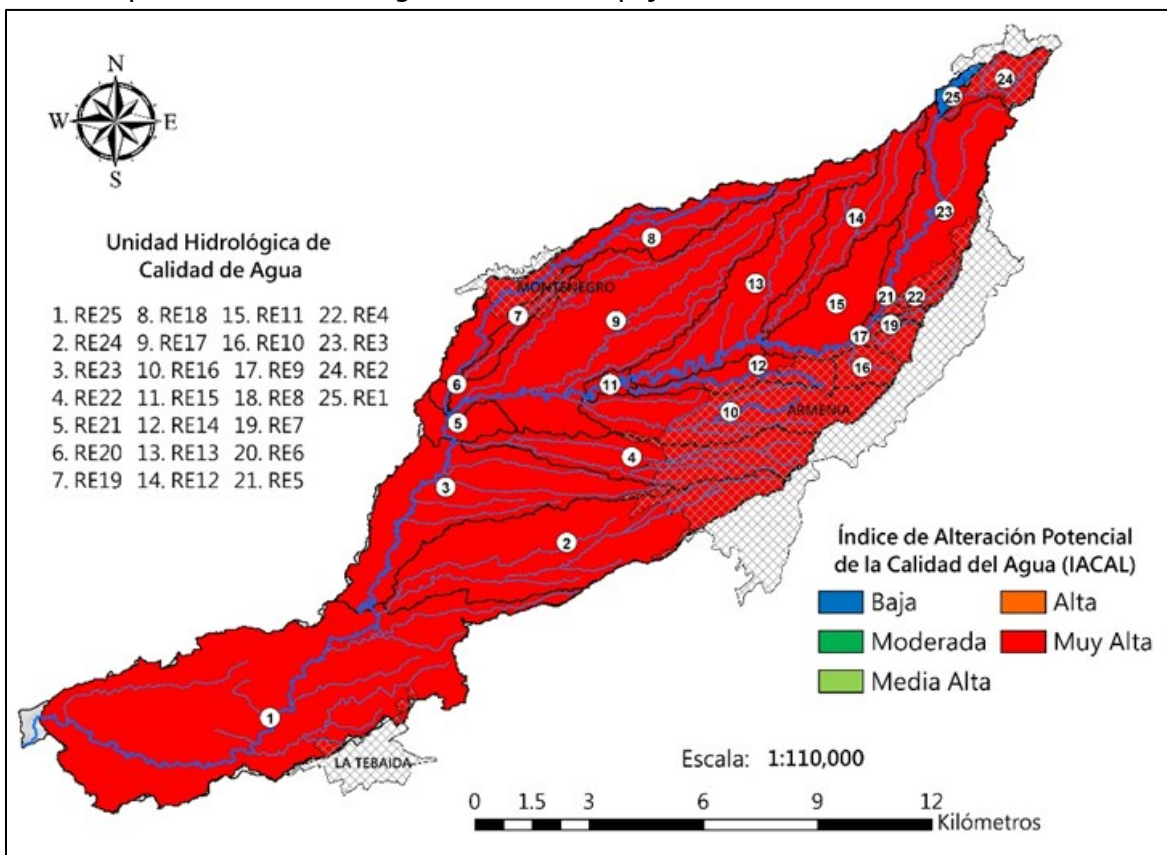 N
W E
S
Unidad Hidrológica de
Calidad de Agua
1. RE25 8. RE18 15. RE11 22. RE4
2. RE24 9. RE17 16. RE10 23. RE3
3. RE23 10. RE16 17. RE9 24. RE2
4. RE22 11. RE15 18. RE8 25. RE1
5. RE21 12. RE14 19. RE7
6. RE20 13. RE13 20. RE6
7. RE19 14. RE12 21. RE5
24
25
23
14
8
13
MONTENEGRO
7
9
15
21
22
19
17
16
12
11
6
10
ARMENIA
5
4
3
2
1
LA TEBAIDA
Índice de Alteración Potencial
de la Calidad del Agua (IACAL)
Baja Alta
Moderada Muy Alta
Media Alta
Escala: 1:110,000
0 1.5 3 6 9 12
Kilómetros